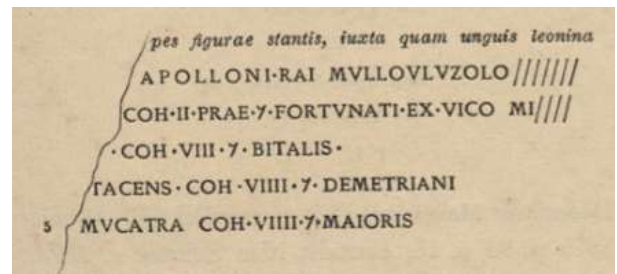 pes figurae stantis, iuxta quam unguis leonina
APOLLONI·RAI MVLLOVLVZOLO///////
COH·II·PRAE·7·FORTVNATI·EX·VICO MI////
·COH·VIII·7·BITALIS·
TACENS·COH·VIIII·7·DEMETRIANI
5 MVCATRA COH·VIIII·7·MAIORIS